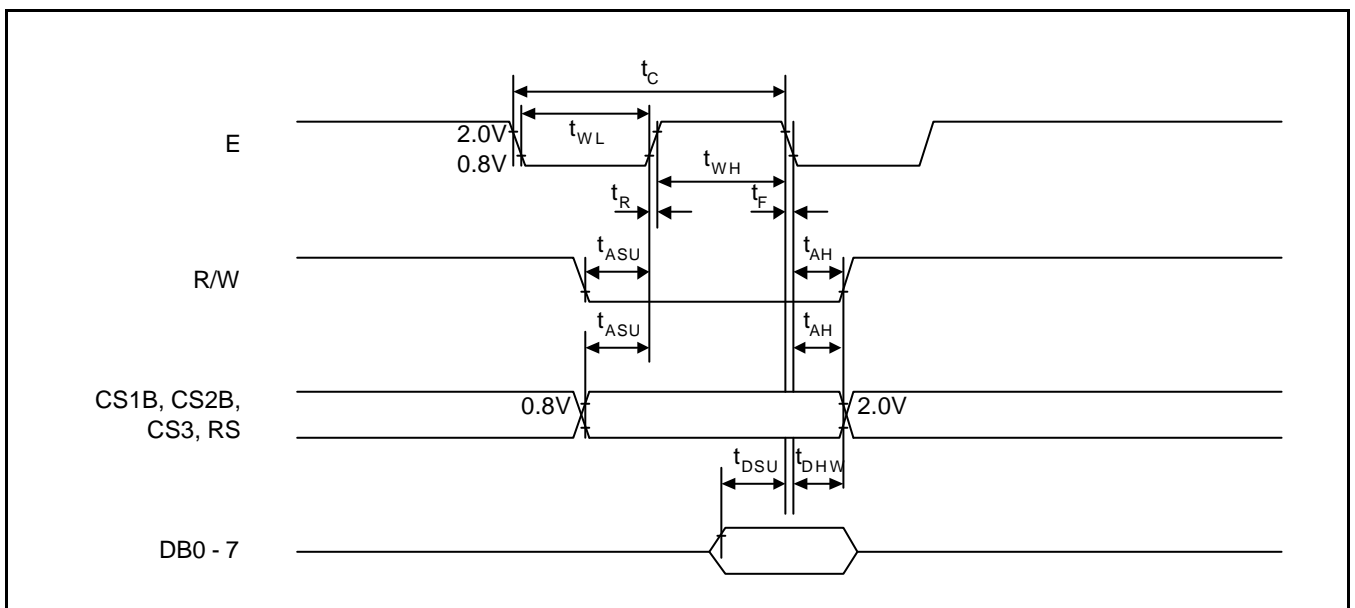 tC
E
2.0V
0.8V
tWL
tWH
tR
tF
R/W
tASU
tAH
tASU
tAH
CS1B, CS2B,
CS3, RS
0.8V
2.0V
tDSU
tDHW
DB0 - 7